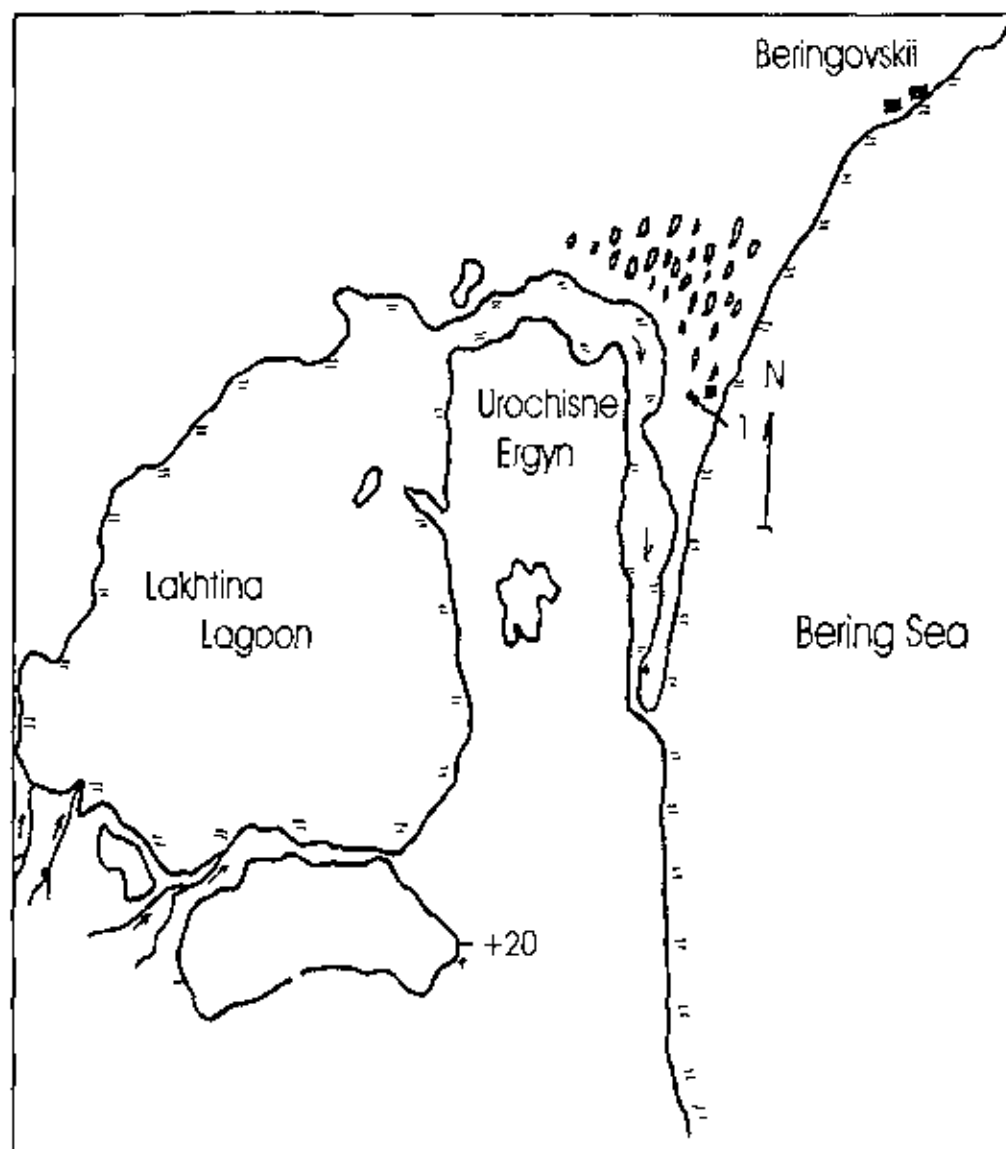 Beringovskii
N
Urochisne
Ergyn
1
Lakhtina
Lagoon
Bering Sea
+20